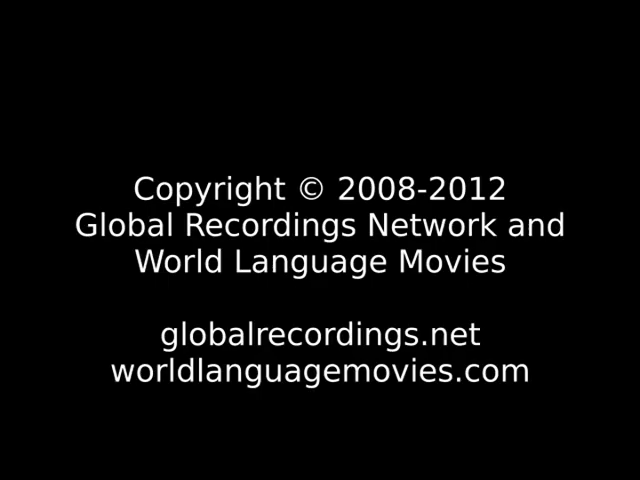 Copyright © 2008-2012
Global Recordings Network and
World Language Movies
globalrecordings.net
worldlanguagemovies.com